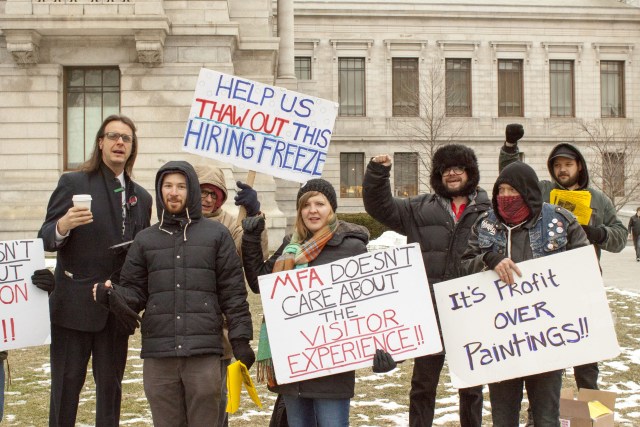 HELP US
THAW OUT THIS
HIRING FREEZE
MFA DOESN'T
CARE ABOUT
THE
VISITOR
EXPERIENCE!!
It's Profit
OVER
Paintings!!
!!